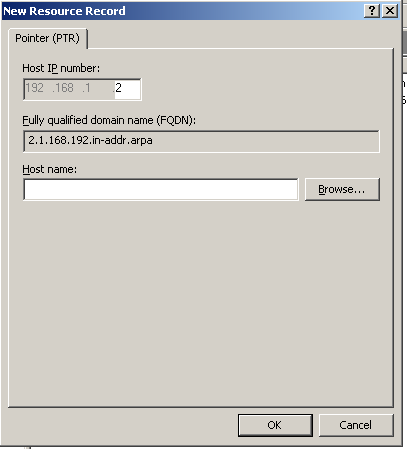 New Resource Record
Pointer (PTR)
Host IP number:
192 .168 .1 2
Fully qualified domain name (FQDN):
2.1.168.192.in-addr.arpa
Host name:
Browse...
OK Cancel